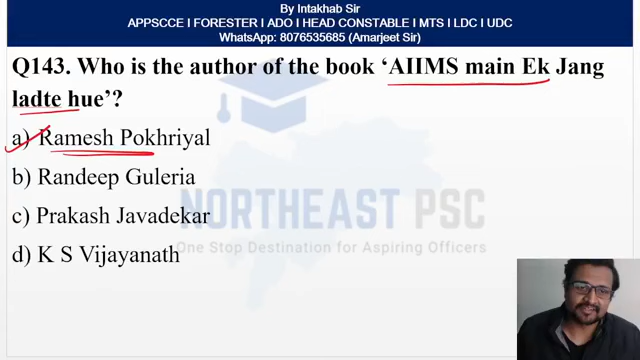 By Intakhab Sir
APPSCCE I FORESTER I ADO I HEAD CONSTABLE I MTS I LDC I UDC
WhatsApp: 8076535685 (Amarjeet Sir)
Q143. Who is the author of the book ‘AIIMS main Ek Jang
ladte hue’?
a) Ramesh Pokhriyal
b) Randeep Guleria
c) Prakash Javadekar
d) K S Vijayanath
NORTHEAST PSC
One Stop Destination for Aspiring Officers